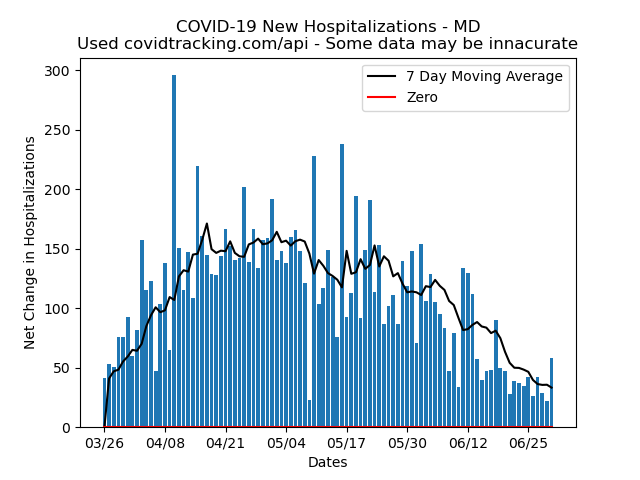 COVID-19 New Hospitalizations - MD
Used covidtracking.com/api - Some data may be innacurate
7 Day Moving Average
Zero
Net Change in Hospitalizations
300
250
200
150
100
50
0
03/26 04/08 04/21 05/04 05/17 05/30 06/12 06/25
Dates